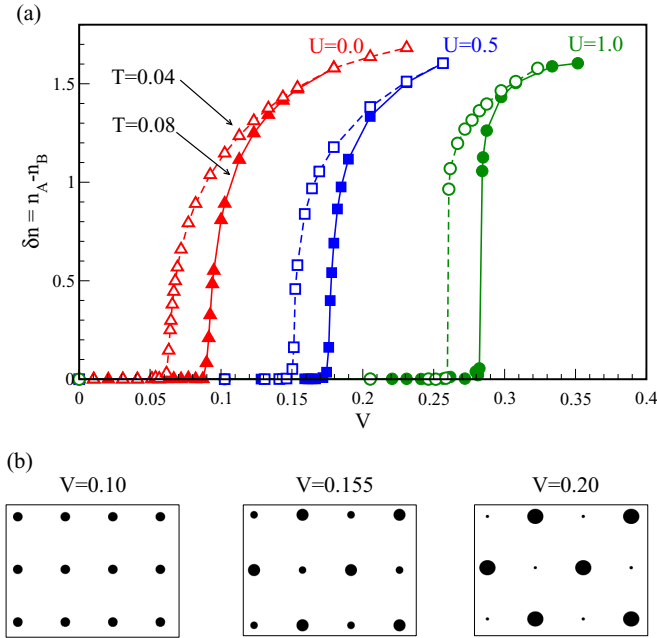 (a)
U=0.0
U=0.5
U=1.0
T=0.04
T=0.08
δn = n_A-n_B
1.5
1
0.5
0
0
0.05
0.1
0.15
0.2
0.25
0.3
0.35
0.4
V
(b)
V=0.10
V=0.155
V=0.20